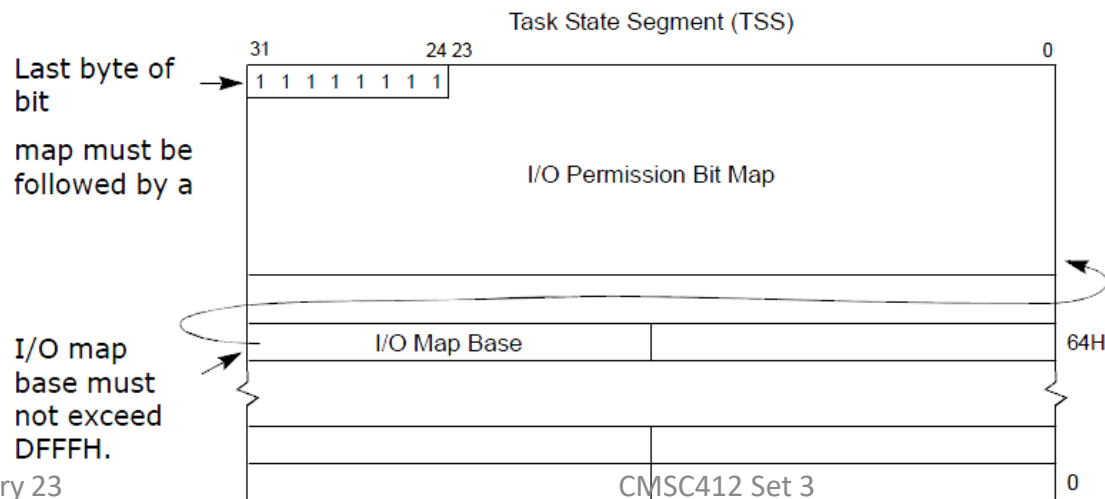 Task State Segment (TSS)
31 24 23 0
Last byte of
bit
1 1 1 1 1 1 1 1
map must be
followed by a
I/O Permission Bit Map
I/O map
base must
not exceed
DFFFH.
I/O Map Base
64H
0
ry 23
CMSC412 Set 3